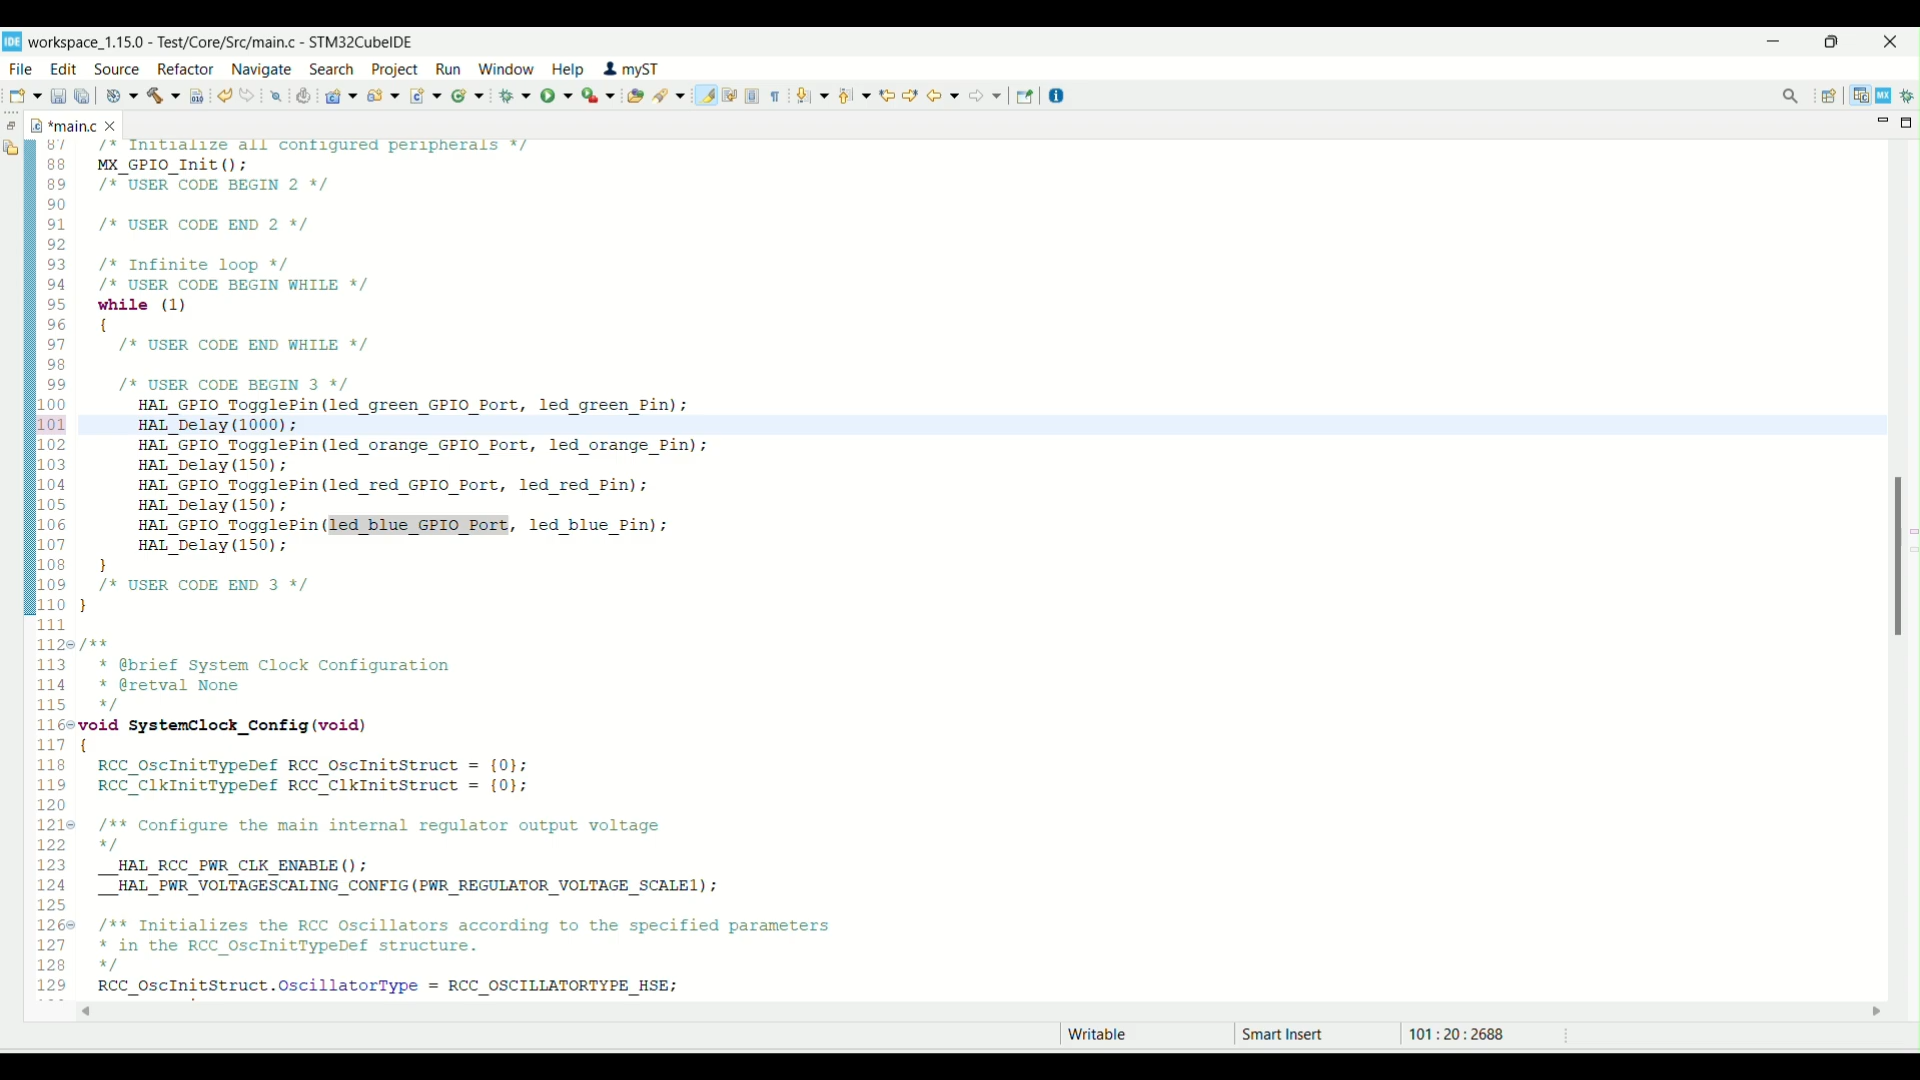 IDE workspace_1.15.0 - Test/Core/Src/main.c - STM32CubeIDE
File Edit Source Refactor Navigate Search Project Run Window Help myST
*main.c
87 /* Initialize all configured peripherals */
88 MX_GPIO_Init();
89 /* USER CODE BEGIN 2 */
90
91 /* USER CODE END 2 */
92
93 /* Infinite loop */
94 /* USER CODE BEGIN WHILE */
95 while (1)
96 {
97 /* USER CODE END WHILE */
98
99 /* USER CODE BEGIN 3 */
100 HAL_GPIO_TogglePin(led_green_GPIO_Port, led_green_Pin);
101 HAL_Delay(1000);
102 HAL_GPIO_TogglePin(led_orange_GPIO_Port, led_orange_Pin);
103 HAL_Delay(150);
104 HAL_GPIO_TogglePin(led_red_GPIO_Port, led_red_Pin);
105 HAL_Delay(150);
106 HAL_GPIO_TogglePin(led_blue_GPIO_Port, led_blue_Pin);
107 HAL_Delay(150);
108 }
109 /* USER CODE END 3 */
110 }
111
112 /**
113 * @brief System Clock Configuration
114 * @retval None
115 */
116 void SystemClock_Config(void)
117 {
118 RCC_OscInitTypeDef RCC_OscInitStruct = {0};
119 RCC_ClkInitTypeDef RCC_ClkInitStruct = {0};
120
121 /** Configure the main internal regulator output voltage
122 */
123 __HAL_RCC_PWR_CLK_ENABLE();
124 __HAL_PWR_VOLTAGESCALING_CONFIG(PWR_REGULATOR_VOLTAGE_SCALE1);
125
126 /** Initializes the RCC Oscillators according to the specified parameters
127 * in the RCC_OscInitTypeDef structure.
128 */
129 RCC_OscInitStruct.OscillatorType = RCC_OSCILLATORTYPE_HSE;
Writable Smart Insert 101 : 20 : 2688